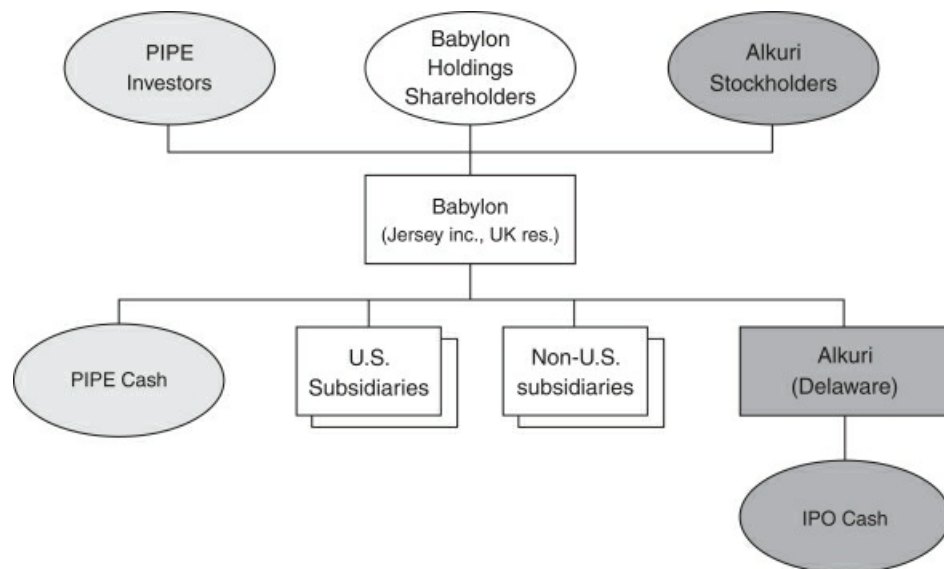 PIPE
Investors
Babylon
Holdings
Shareholders
Alkuri
Stockholders
Babylon
(Jersey inc., UK res.)
PIPE Cash
U.S.
Subsidiaries
Non-U.S.
subsidiaries
Alkuri
(Delaware)
IPO Cash